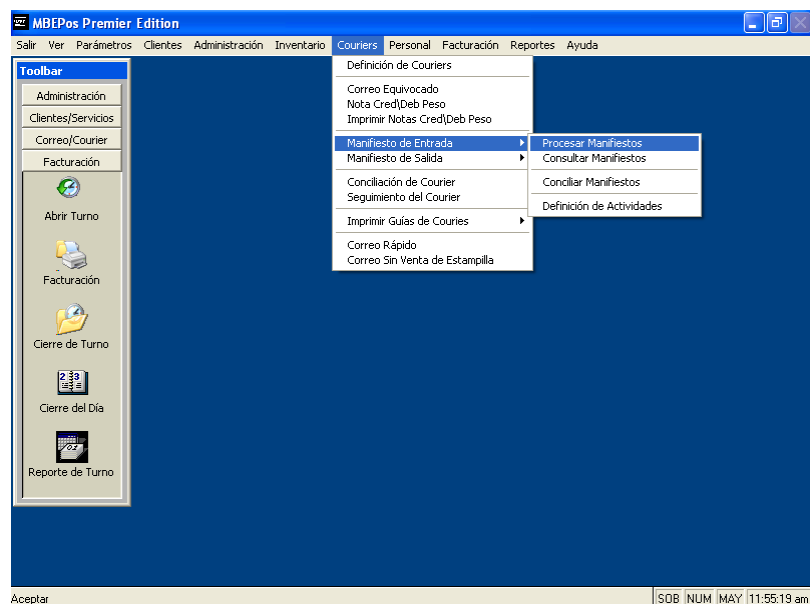 MBEPos Premier Edition
Salir Ver Parámetros Clientes Administración Inventario Couriers Personal Facturación Reportes Ayuda
Toolbar
Administración
Clientes/Servicios
Correo/Courier
Facturación
Abrir Turno
Facturación
Cierre de Turno
Cierre del Día
Reporte de Turno
Definición de Couriers
Correo Equivocado
Nota Cred\Deb Peso
Imprimir Notas Cred\Deb Peso
Manifiesto de Entrada
Manifiesto de Salida
Conciliación de Courier
Seguimiento del Courier
Imprimir Guías de Couries
Correo Rápido
Correo Sin Venta de Estampilla
Procesar Manifiestos
Consultar Manifiestos
Conciliar Manifiestos
Definición de Actividades
Aceptar SOB NUM MAY 11:55:19 am